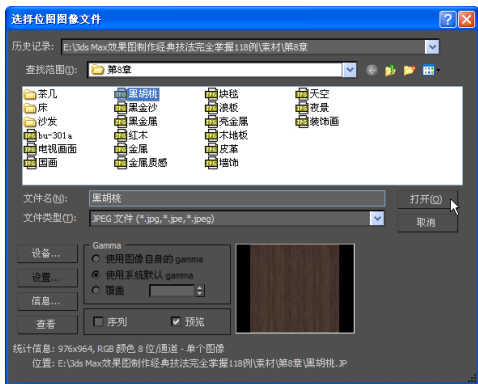 选择位图图像文件
历史记录: E:\3ds Max效果图制作经典技法完全掌握118例\素材\第8章
查找范围(I): 第8章
茶几 黑胡桃 块毯 天空
床 黑金沙 浪板 夜景
沙发 黑金属 亮金属 装饰画
bu-301a 红木 木地板
电视画面 金属 皮革
国画 金属质感 墙饰
文件名(N): 黑胡桃 打开(O)
文件类型(T): JPEG 文件 (*.jpg,*.jpe,*.jpeg) 取消
设备... Gamma
使用图像自身的 gamma
设置... 使用系统默认 gamma
覆盖
信息...
查看 序列 预览
统计信息: 976x964, RGB 颜色 8 位/通道 - 单个图像
位置: E:\3ds Max效果图制作经典技法完全掌握118例\素材\第8章\黑胡桃.JP